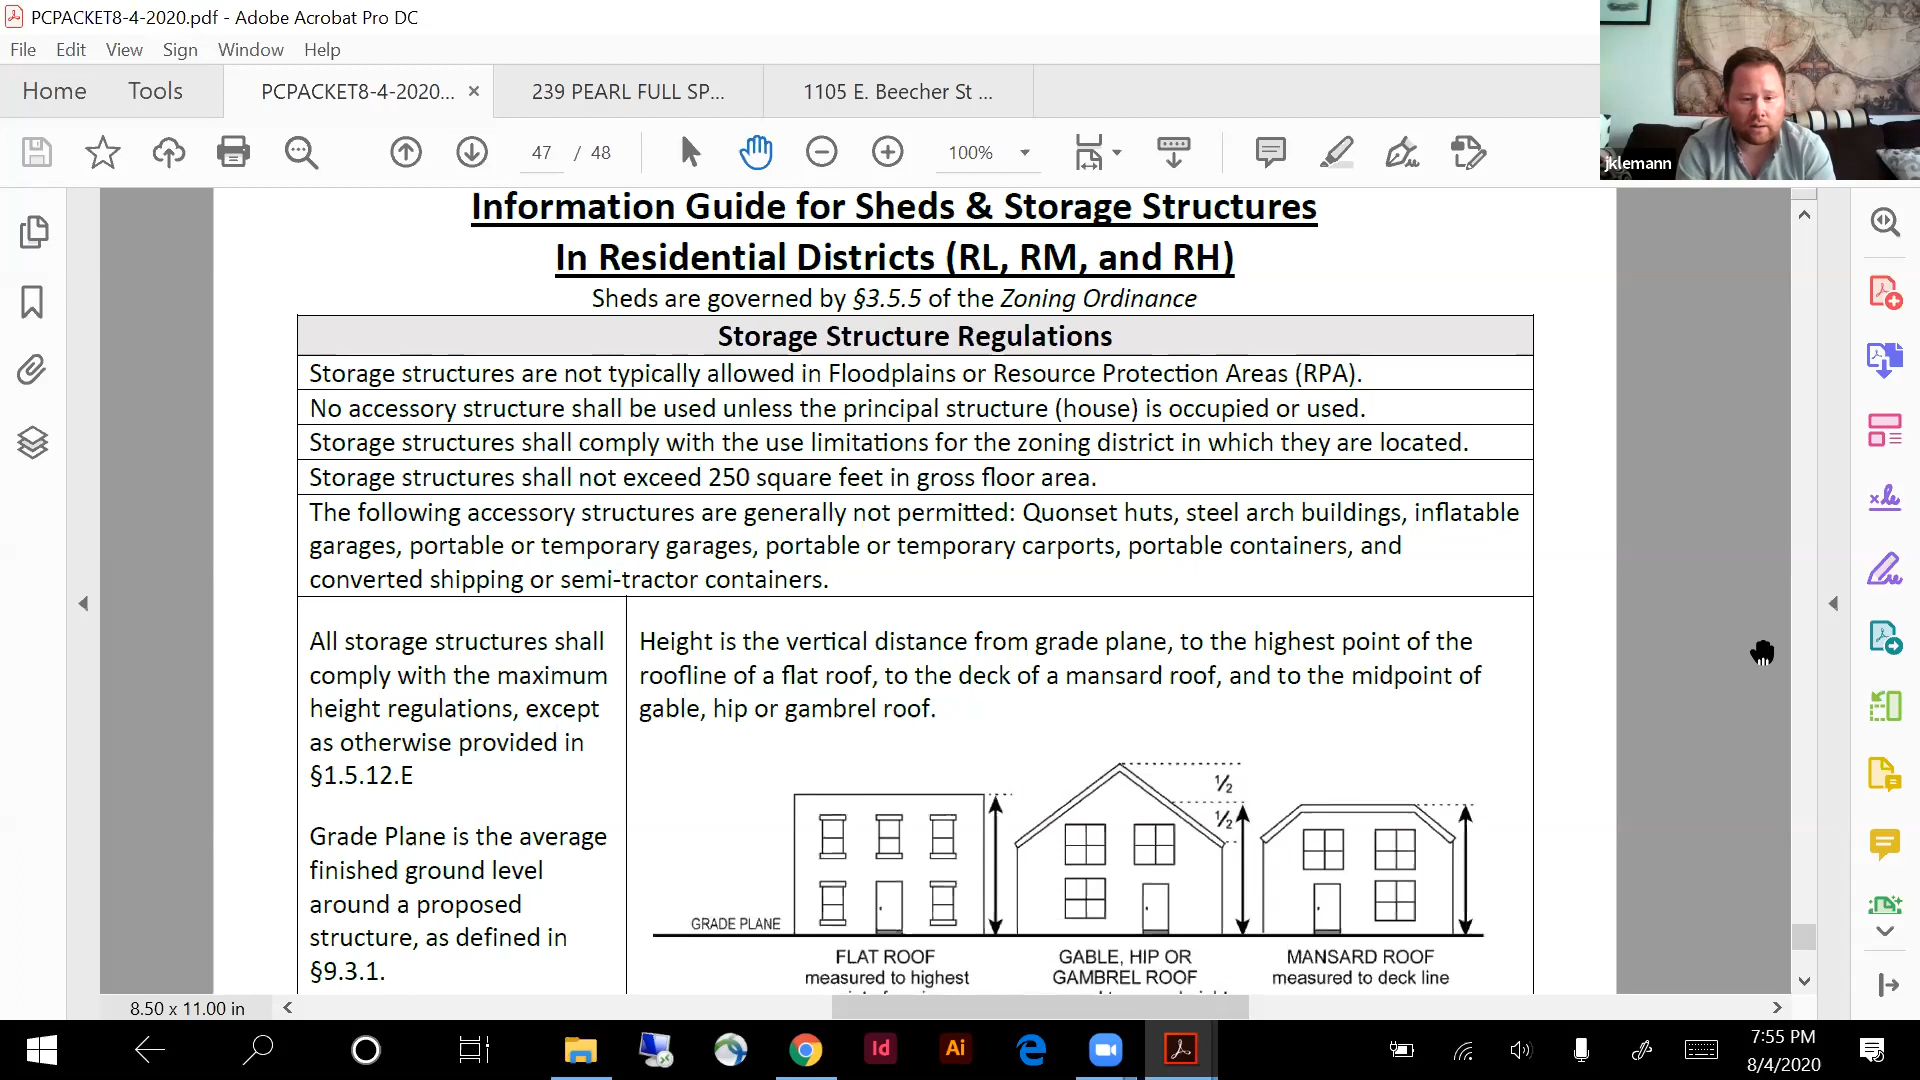 PCPACKET8-4-2020.pdf - Adobe Acrobat Pro DC
File Edit View Sign Window Help
Home Tools PCPACKET8-4-2020... × 239 PEARL FULL SP... 1105 E. Beecher St ...
47 / 48 100%
jklemann
Information Guide for Sheds & Storage Structures
In Residential Districts (RL, RM, and RH)
Sheds are governed by §3.5.5 of the Zoning Ordinance
Storage Structure Regulations
Storage structures are not typically allowed in Floodplains or Resource Protection Areas (RPA).
No accessory structure shall be used unless the principal structure (house) is occupied or used.
Storage structures shall comply with the use limitations for the zoning district in which they are located.
Storage structures shall not exceed 250 square feet in gross floor area.
The following accessory structures are generally not permitted: Quonset huts, steel arch buildings, inflatable
garages, portable or temporary garages, portable or temporary carports, portable containers, and
converted shipping or semi-tractor containers.
All storage structures shall
comply with the maximum
height regulations, except
as otherwise provided in
§1.5.12.E
Grade Plane is the average
finished ground level
around a proposed
structure, as defined in
§9.3.1.
Height is the vertical distance from grade plane, to the highest point of the
roofline of a flat roof, to the deck of a mansard roof, and to the midpoint of
gable, hip or gambrel roof.
1/2
1/2
GRADE PLANE
FLAT ROOF
measured to highest
GABLE, HIP OR
GAMBREL ROOF
MANSARD ROOF
measured to deck line
8.50 x 11.00 in
Id Ai
7:55 PM
8/4/2020